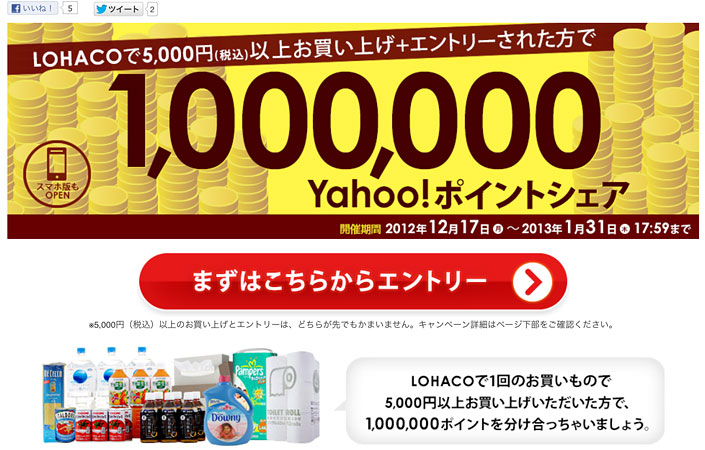 いいね！ 5 ツイート 2
LOHACOで5,000円(税込)以上お買い上げ+エントリーされた方で
1,000,000
Yahoo!ポイントシェア
スマホ版も
OPEN
開催期間 2012年12月17日(月)～2013年1月31日(木) 17:59まで
まずはこちらからエントリー
※5,000円（税込）以上のお買い上げとエントリーは、どちらが先でもかまいません。キャンペーン詳細はページ下部をご確認ください。
LOHACOで1回のお買いもので
5,000円以上お買い上げいただいた方で、
1,000,000ポイントを分け合っちゃいましょう。
DE CECCO
Pampers
Downy
TOILET ROLL